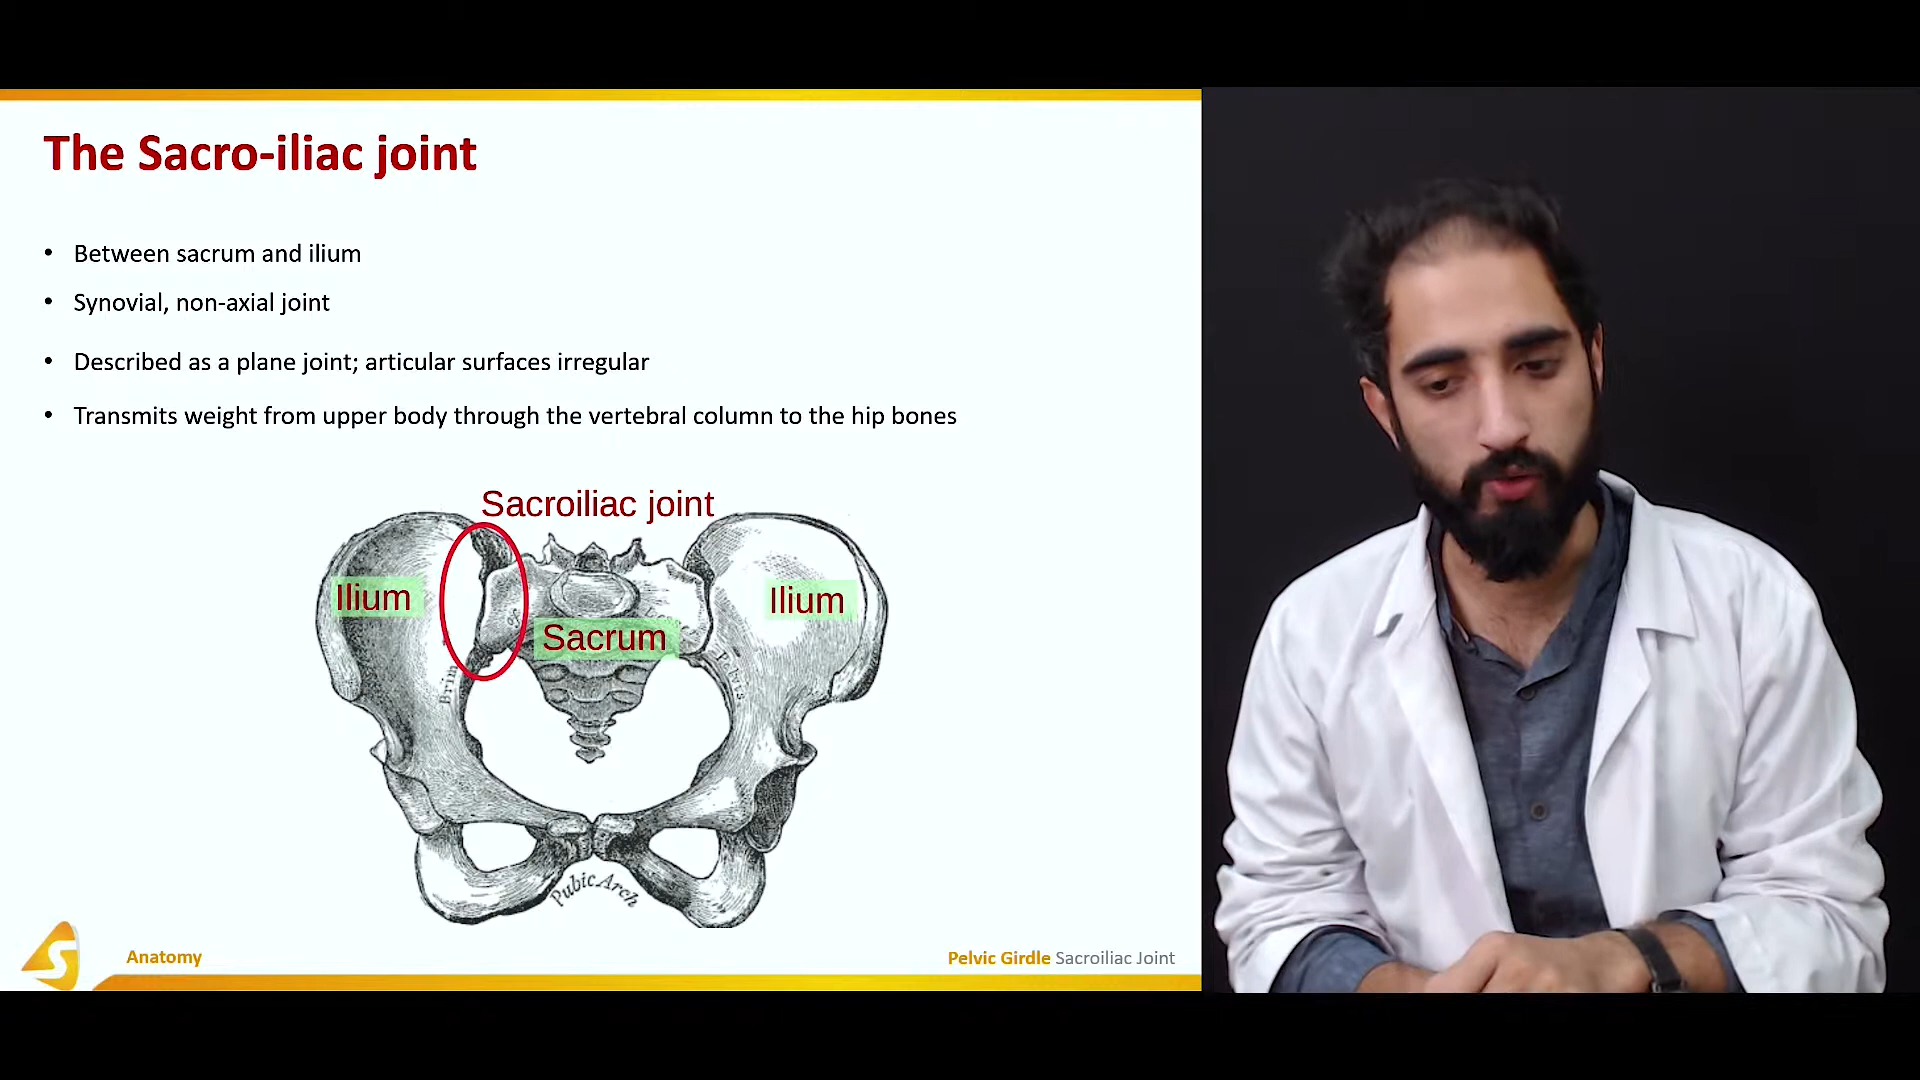 The Sacro-iliac joint
• Between sacrum and ilium
• Synovial, non-axial joint
• Described as a plane joint; articular surfaces irregular
• Transmits weight from upper body through the vertebral column to the hip bones
Sacroiliac joint
Ilium
Ilium
Sacrum
Brim
Pelvis
Pubic Arch
S
Anatomy
Pelvic Girdle Sacroiliac Joint